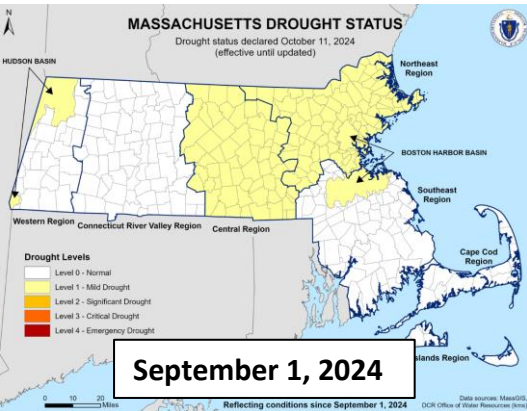 N
MASSACHUSETTS DROUGHT STATUS
Drought status declared October 11, 2024
(effective until updated)
HUDSON BASIN
Northeast
Region
BOSTON HARBOR BASIN
Southeast
Region
Western Region
Connecticut River Valley Region
Central Region
Cape Cod
Region
Drought Levels
Level 0 - Normal
Level 1 - Mild Drought
Level 2 - Significant Drought
Level 3 - Critical Drought
Level 4 - Emergency Drought
September 1, 2024
slands Region
0 10 20
Miles
Reflecting conditions since September 1, 2024
Data sources: MassGIS,
DCR Office of Water Resources